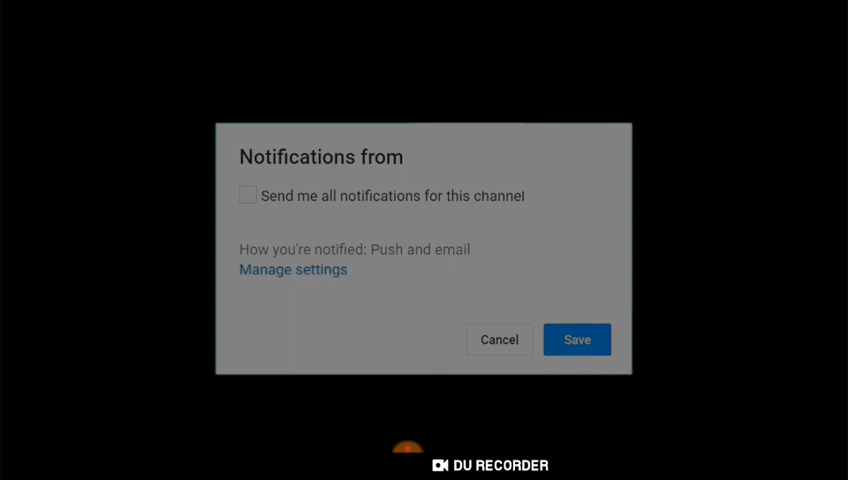 Notifications from
Send me all notifications for this channel
How you're notified: Push and email
Manage settings
Cancel
Save
DU RECORDER